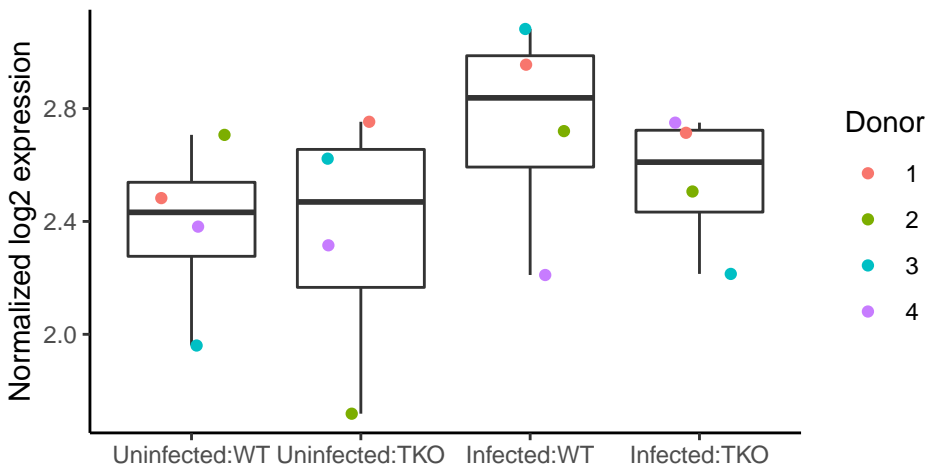 Normalized log2 expression
2.8
2.4
2.0
Uninfected:WT
Uninfected:TKO
Infected:WT
Infected:TKO
Donor
1
2
3
4